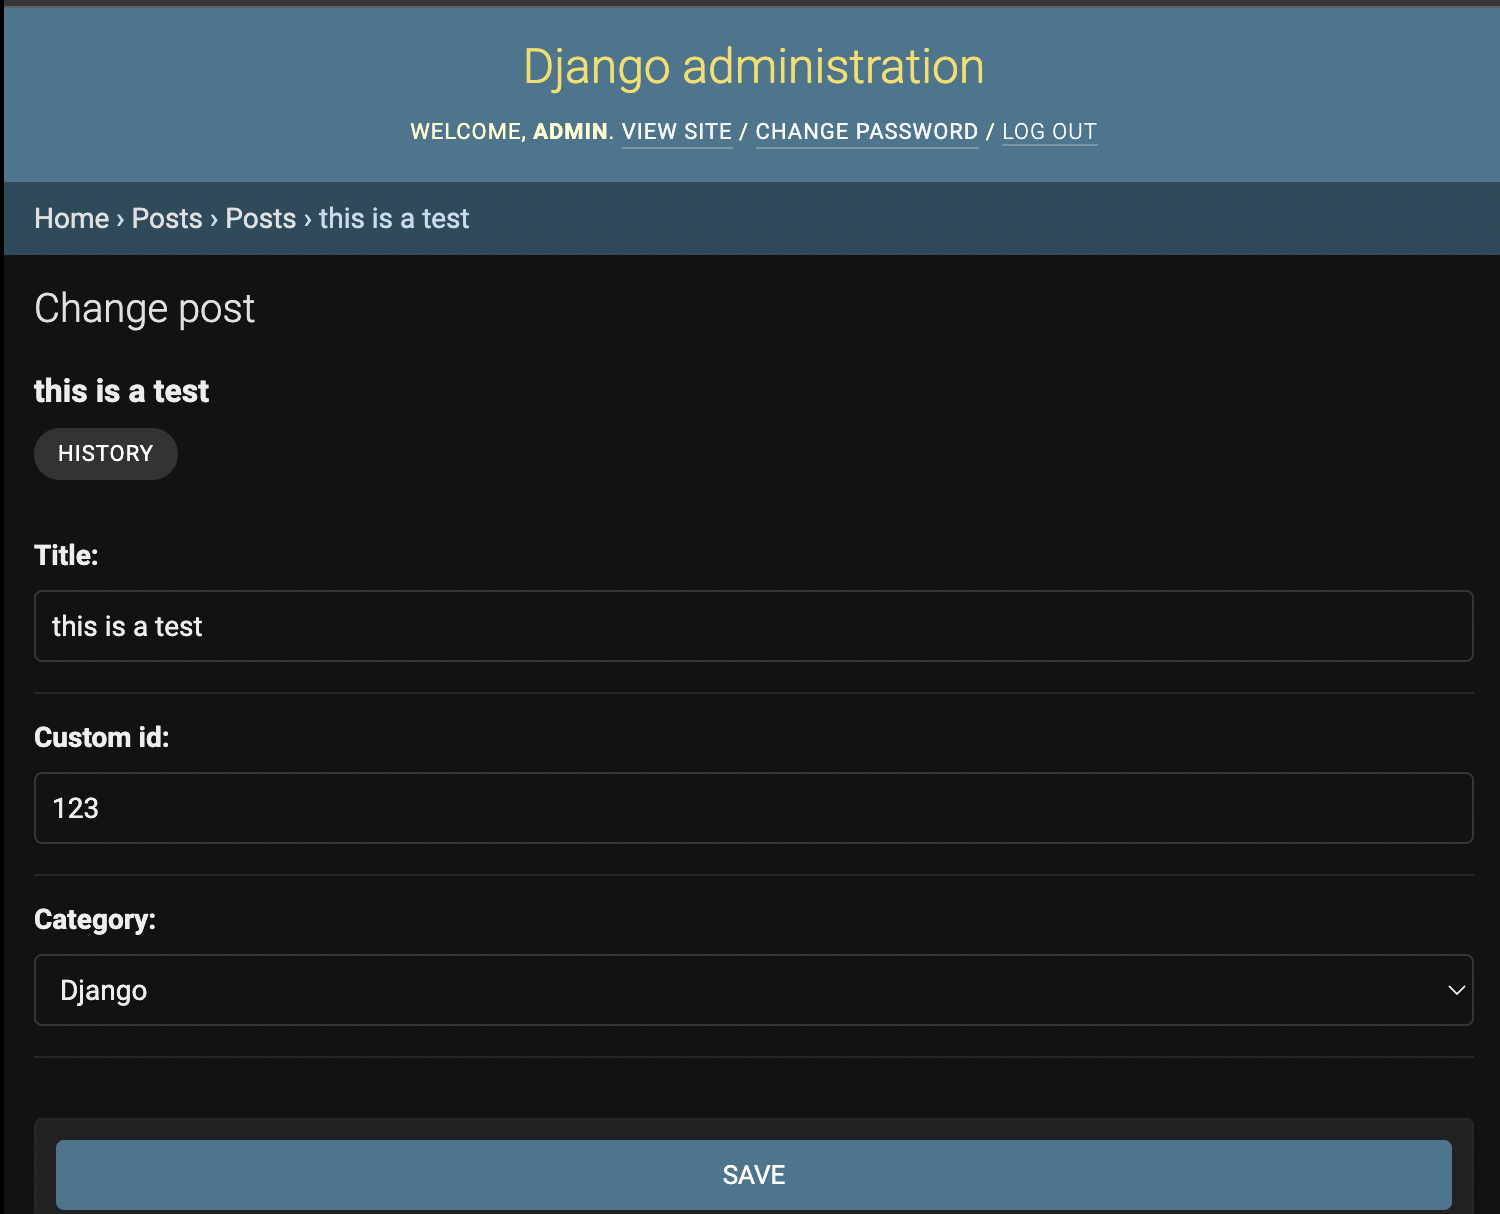 Django administration
WELCOME, ADMIN. VIEW SITE / CHANGE PASSWORD / LOG OUT
Home › Posts › Posts › this is a test
Change post
this is a test
HISTORY
Title:
this is a test
Custom id:
123
Category:
Django
SAVE